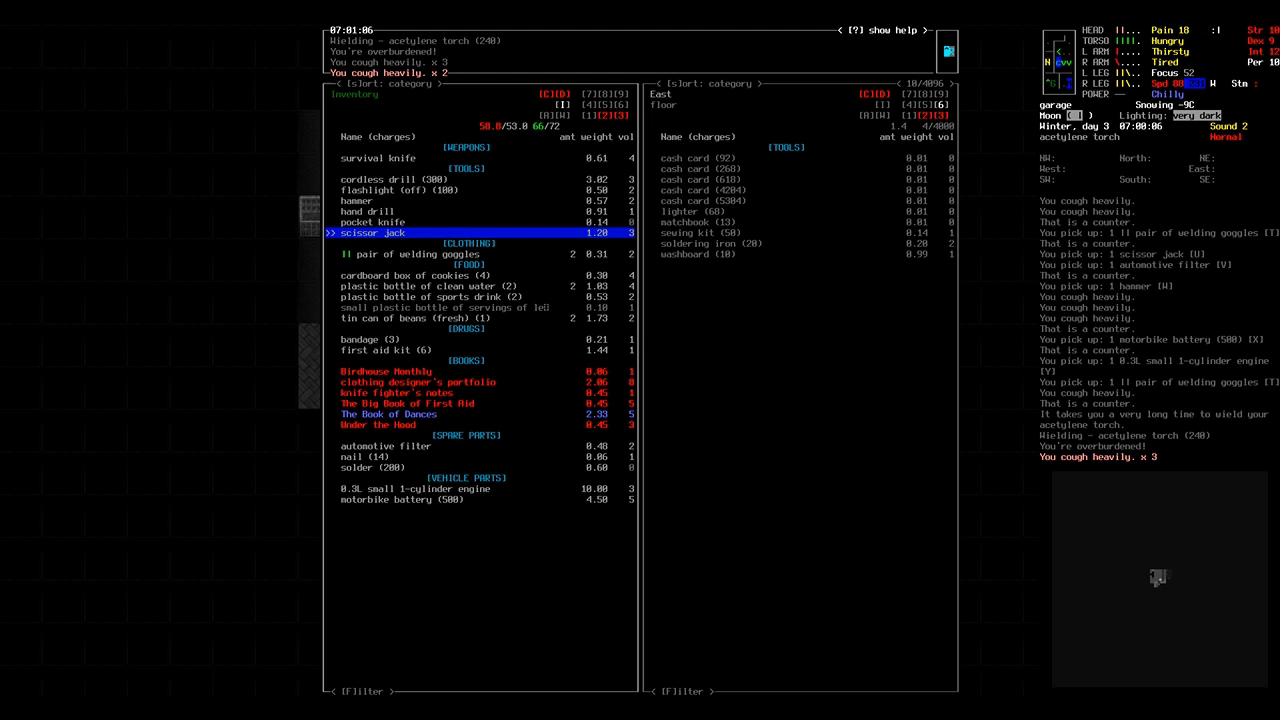 07:01:06
< [?] show help >
Wielding - acetylene torch (240)
You're overburdened!
You cough heavily. x 3
You cough heavily. x 2
< [s]ort: category >
Inventory
[C][D] [7][8][9]
[I] [4][5][6]
[A][W] [1][2][3]
58.8/53.0 66/72
Name (charges) amt weight vol
[WEAPONS]
survival knife 0.61 4
[TOOLS]
cordless drill (300) 3.02 3
flashlight (off) (100) 0.50 2
hammer 0.57 2
hand drill 0.91 1
pocket knife 0.14 0
>> scissor jack 1.20 3
[CLOTHING]
|| pair of welding goggles 2 0.31 2
[FOOD]
cardboard box of cookies (4) 0.30 4
plastic bottle of clean water (2) 2 1.03 4
plastic bottle of sports drink (2) 0.53 2
small plastic bottle of servings of le 0.10 1
tin can of beans (fresh) (1) 2 1.73 2
[DRUGS]
bandage (3) 0.21 1
first aid kit (6) 1.44 1
[BOOKS]
Birdhouse Monthly 0.06 1
clothing designer's portfolio 2.06 8
knife fighter's notes 0.45 1
The Big Book of First Aid 0.45 5
The Book of Dances 2.33 5
Under the Hood 0.45 3
[SPARE PARTS]
automotive filter 0.48 2
nail (14) 0.06 1
solder (200) 0.60 0
[VEHICLE PARTS]
0.3L small 1-cylinder engine 10.00 3
motorbike battery (500) 4.50 5
< [F]ilter >
< [s]ort: category >
< 10/4096 >
East
floor
[C][D] [7][8][9]
[I] [4][5][6]
[A][W] [1][2][3]
1.4 4/4000
Name (charges) amt weight vol
[TOOLS]
cash card (92) 0.01 0
cash card (268) 0.01 0
cash card (618) 0.01 0
cash card (4204) 0.01 0
cash card (5304) 0.01 0
lighter (68) 0.01 0
matchbook (13) 0.01 0
sewing kit (50) 0.14 1
soldering iron (20) 0.20 2
washboard (10) 0.99 1
< [F]ilter >
HEAD ||... Pain 18 :| Str 10
TORSO ||||. Hungry Dex 9
L ARM |.... Thirsty Int 12
R ARM \.... Tired Per 10
L LEG ||\.. Focus 52
R LEG ||\.. Spd 80 W Stm :
POWER -- Chilly
garage Snowing -9C
Moon ( ) Lighting: very dark
Winter, day 3 07:00:06 Sound 2
acetylene torch Normal
NW: North: NE:
West: East:
SW: South: SE:
You cough heavily.
You cough heavily.
You cough heavily.
You pick up: 1 || pair of welding goggles [T]
That is a counter.
You pick up: 1 scissor jack [U]
You pick up: 1 automotive filter [V]
That is a counter.
You pick up: 1 hammer [W]
You cough heavily.
You cough heavily.
You cough heavily.
That is a counter.
You pick up: 1 motorbike battery (500) [X]
That is a counter.
You pick up: 1 0.3L small 1-cylinder engine
[Y]
That is a counter.
You pick up: 1 || pair of welding goggles [T]
You cough heavily.
That is a counter.
It takes you a very long time to wield your
acetylene torch.
Wielding - acetylene torch (240)
You're overburdened!
You cough heavily. x 3